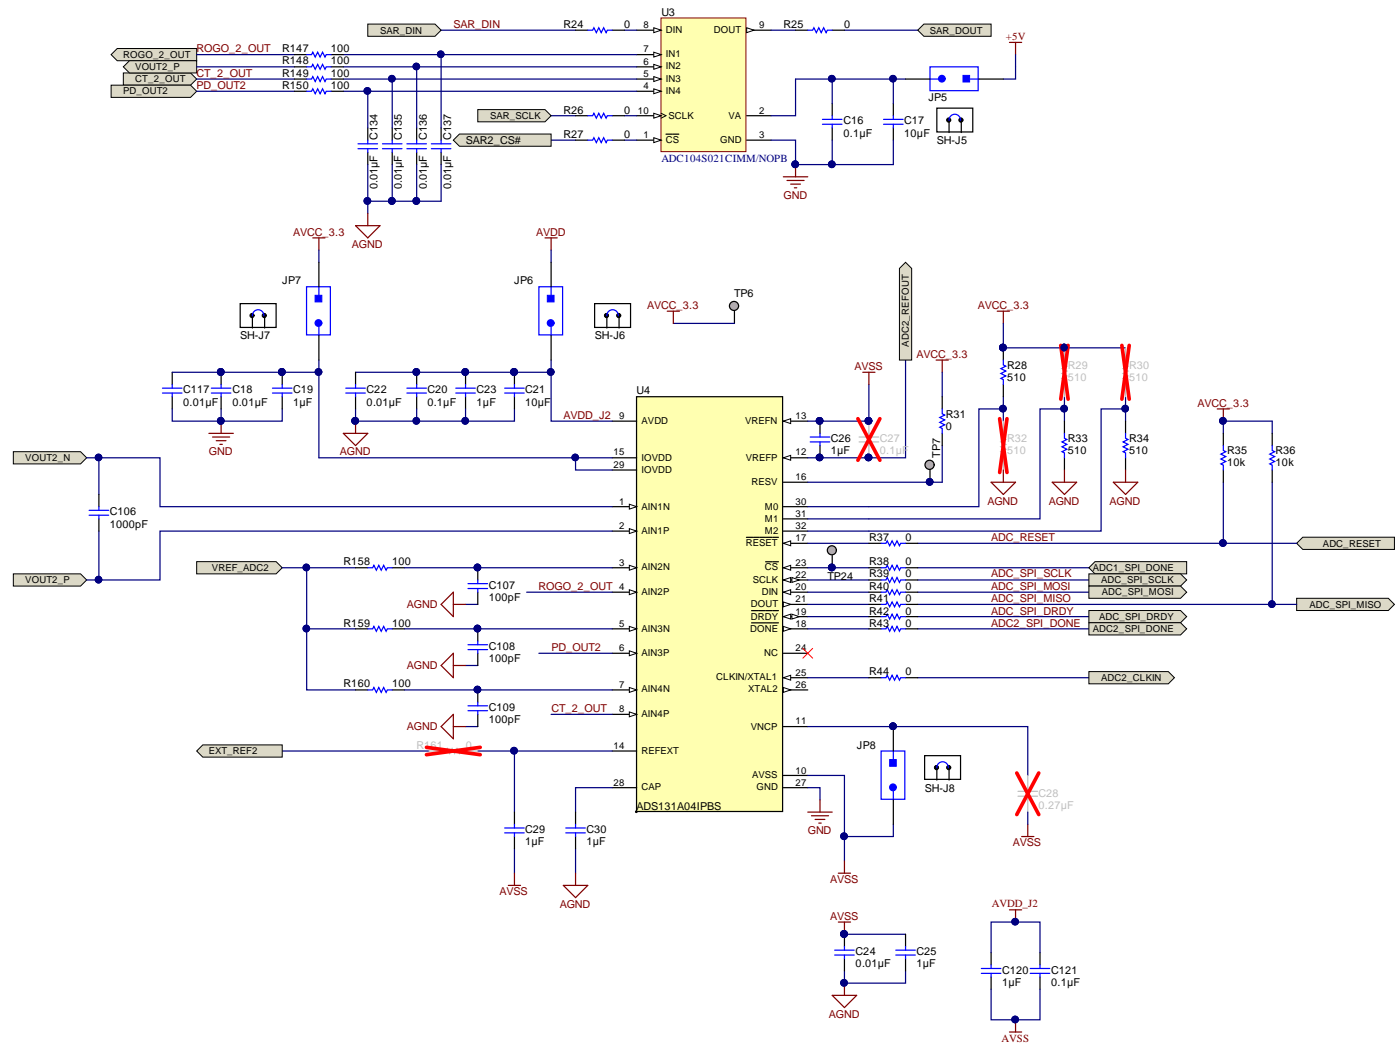 U3
SAR_DIN SAR_DIN R24 0 8 DIN DOUT 9 R25 0 SAR_DOUT
+5V
ROGO_2_OUT ROGO_2_OUT R147 100 7 IN1
VOUT2_P R148 100 6 IN2
CT_2_OUT CT_2_OUT R149 100 5 IN3
PD_OUT2 PD_OUT2 R150 100 4 IN4
JP5
SAR_SCLK R26 0 10 SCLK VA 2
C16 0.1µF
C17 10µF
SH-J5
SAR2_CS# R27 0 1 CS GND 3
ADC104S021CIMM/NOPB
GND
C134 0.01µF
C135 0.01µF
C136 0.01µF
C137 0.01µF
AGND
AVCC_3.3
JP7
SH-J7
AVDD
JP6
SH-J6
AVCC_3.3
TP6
ADC2_REFOUT
AVCC_3.3
C117 0.01µF
C18 0.01µF
C19 1µF
GND
C22 0.01µF
C20 0.1µF
C23 1µF
C21 10µF
AGND
AVSS
AVCC_3.3
R28 510
R29 510
R30 510
R31 0
R32 510
R33 510
R34 510
AGND
AGND
AGND
AVCC_3.3
R35 10k
R36 10k
U4
AVDD_J2 9 AVDD VREFN 13
C26 1µF
C27 0.1µF
TP7
15 IOVDD VREFP 12
29 IOVDD
RESV 16
VOUT2_N
C106 1000pF
VOUT2_P
1 AIN1N M0 30
M1 31
2 AIN1P M2 32
RESET 17 R37 0 ADC_RESET ADC_RESET
TP24
VREF_ADC2 R158 100 3 AIN2N CS 23 R38 0 ADC1_SPI_DONE
C107 100pF
AGND
SCLK 22 R39 0 ADC_SPI_SCLK ADC_SPI_SCLK
ROGO_2_OUT 4 AIN2P DIN 20 R40 0 ADC_SPI_MOSI ADC_SPI_MOSI
DOUT 21 R41 0 ADC_SPI_MISO ADC_SPI_MISO
DRDY 19 R42 0 ADC_SPI_DRDY ADC_SPI_DRDY
R159 100 5 AIN3N DONE 18 R43 0 ADC2_SPI_DONE ADC2_SPI_DONE
C108 100pF
AGND
PD_OUT2 6 AIN3P NC 24
CLKIN/XTAL1 25 R44 0 ADC2_CLKIN
R160 100 7 AIN4N XTAL2 26
C109 100pF
AGND
CT_2_OUT 8 AIN4P
VNCP 11
EXT_REF2 R161 0 14 REFEXT
JP8
SH-J8
AVSS 10
28 CAP GND 27
ADS131A04IPBS
C28 0.27µF
AVSS
GND
C29 1µF
AVSS
C30 1µF
AGND
AVSS
AVSS
C24 0.01µF
C25 1µF
AGND
AVDD_J2
C120 1µF
C121 0.1µF
AVSS